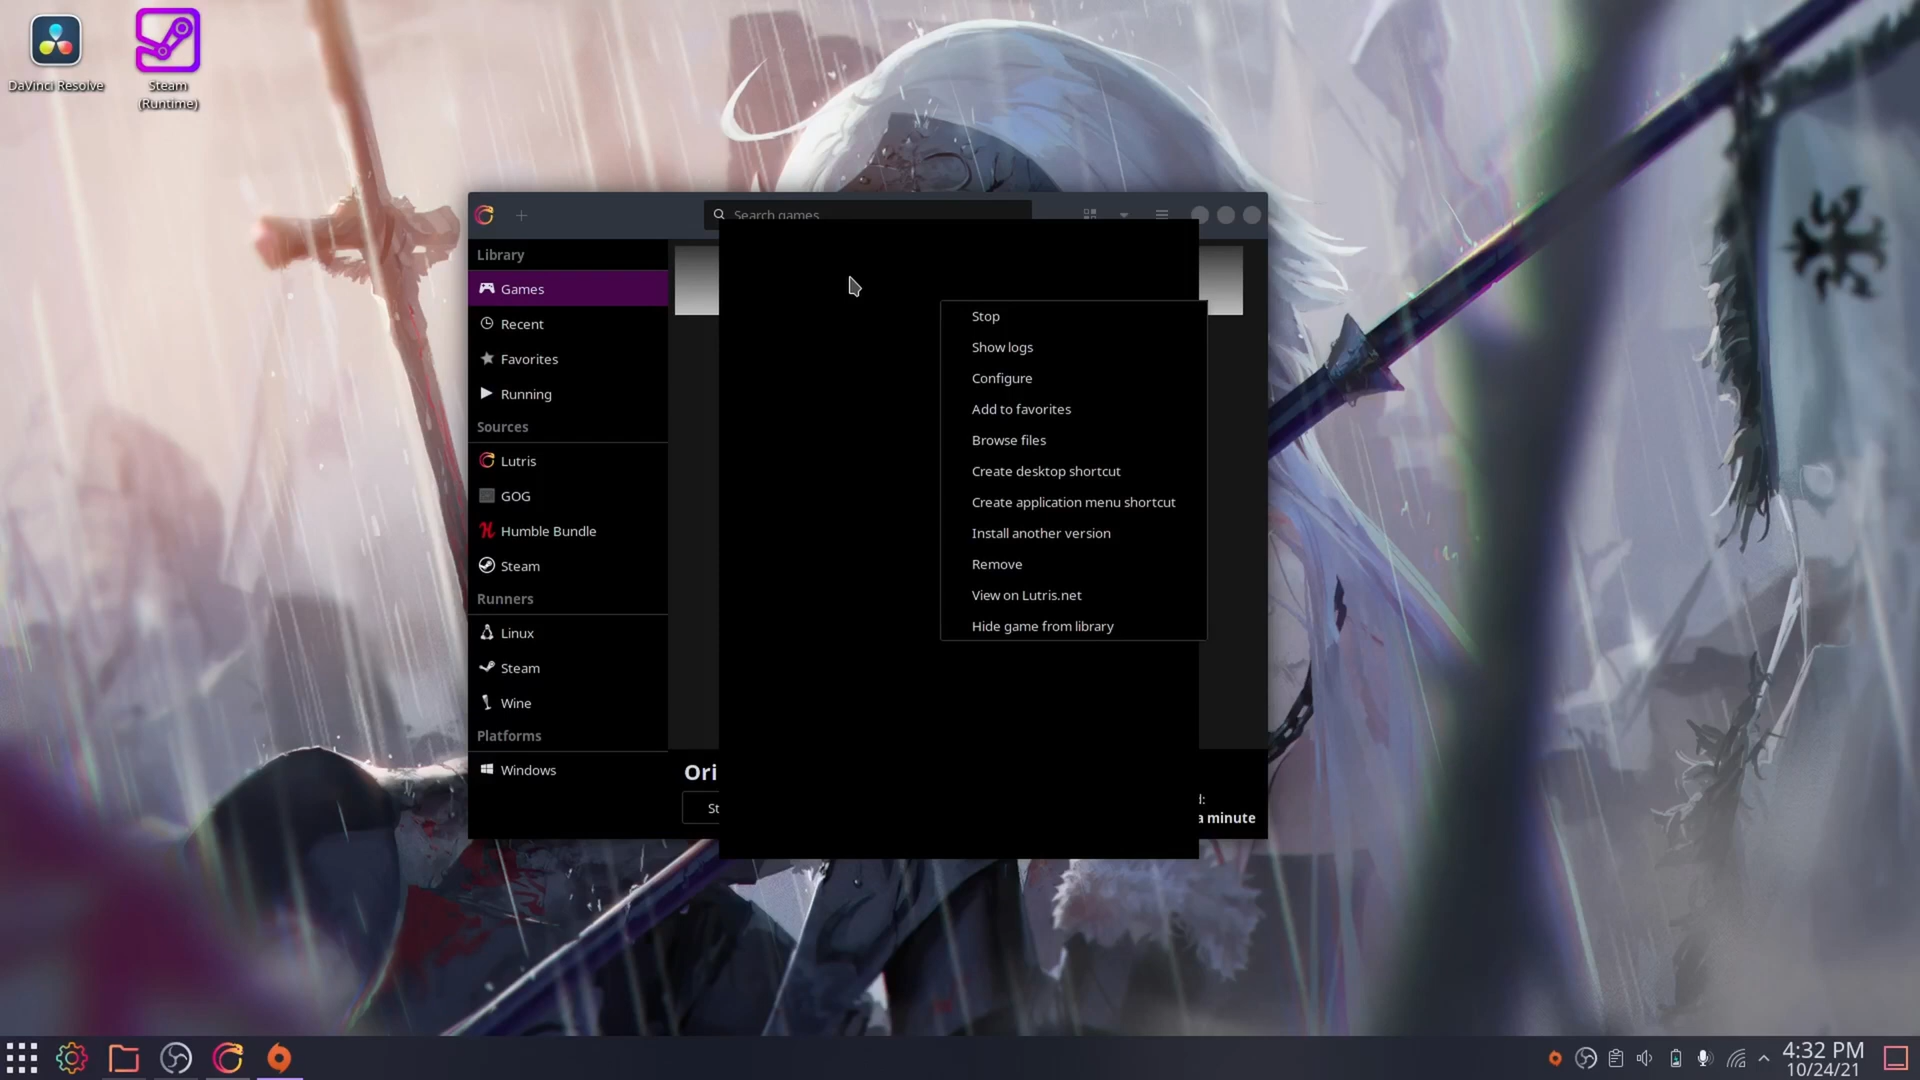 DaVinci Resolve
Steam
(Runtime)
Search games
Library
Games
Recent
Favorites
Running
Sources
Lutris
GOG
Humble Bundle
Steam
Runners
Linux
Steam
Wine
Platforms
Windows
Stop
Show logs
Configure
Add to favorites
Browse files
Create desktop shortcut
Create application menu shortcut
Install another version
Remove
View on Lutris.net
Hide game from library
Ori
St
d:
a minute
4:32 PM
10/24/21